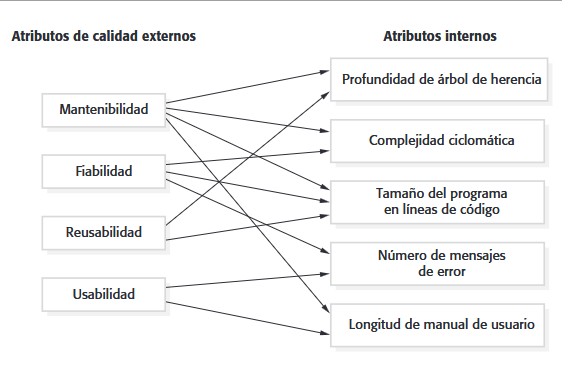 Atributos de calidad externos
Atributos internos
Mantenibilidad
Fiabilidad
Reusabilidad
Usabilidad
Profundidad de árbol de herencia
Complejidad ciclomática
Tamaño del programa
en líneas de código
Número de mensajes
de error
Longitud de manual de usuario